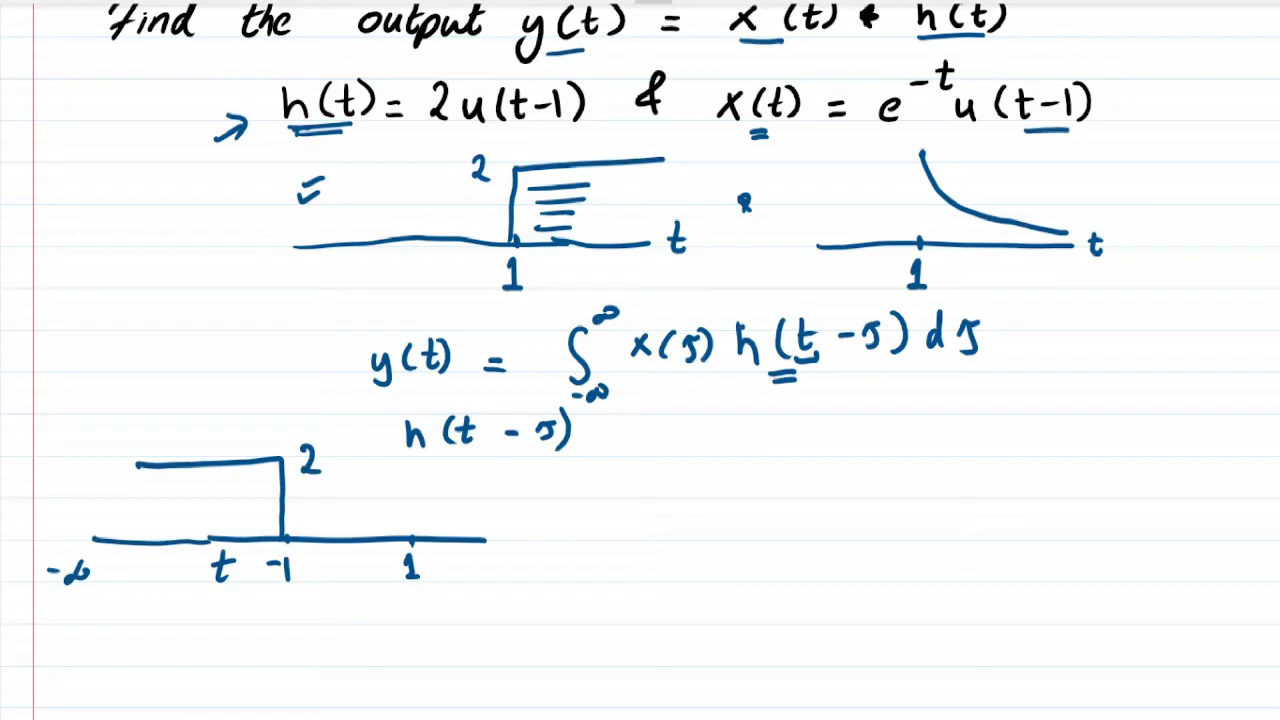 find the output y(t) = x(t) * h(t)
h(t) = 2u(t-1) & x(t) = e^-t u(t-1)
2
* 
t
t
1
1
y(t) = ∫_-∞^∞ x(τ) h(t-τ) dτ
h(t-τ)
2
-∞ t -1 1